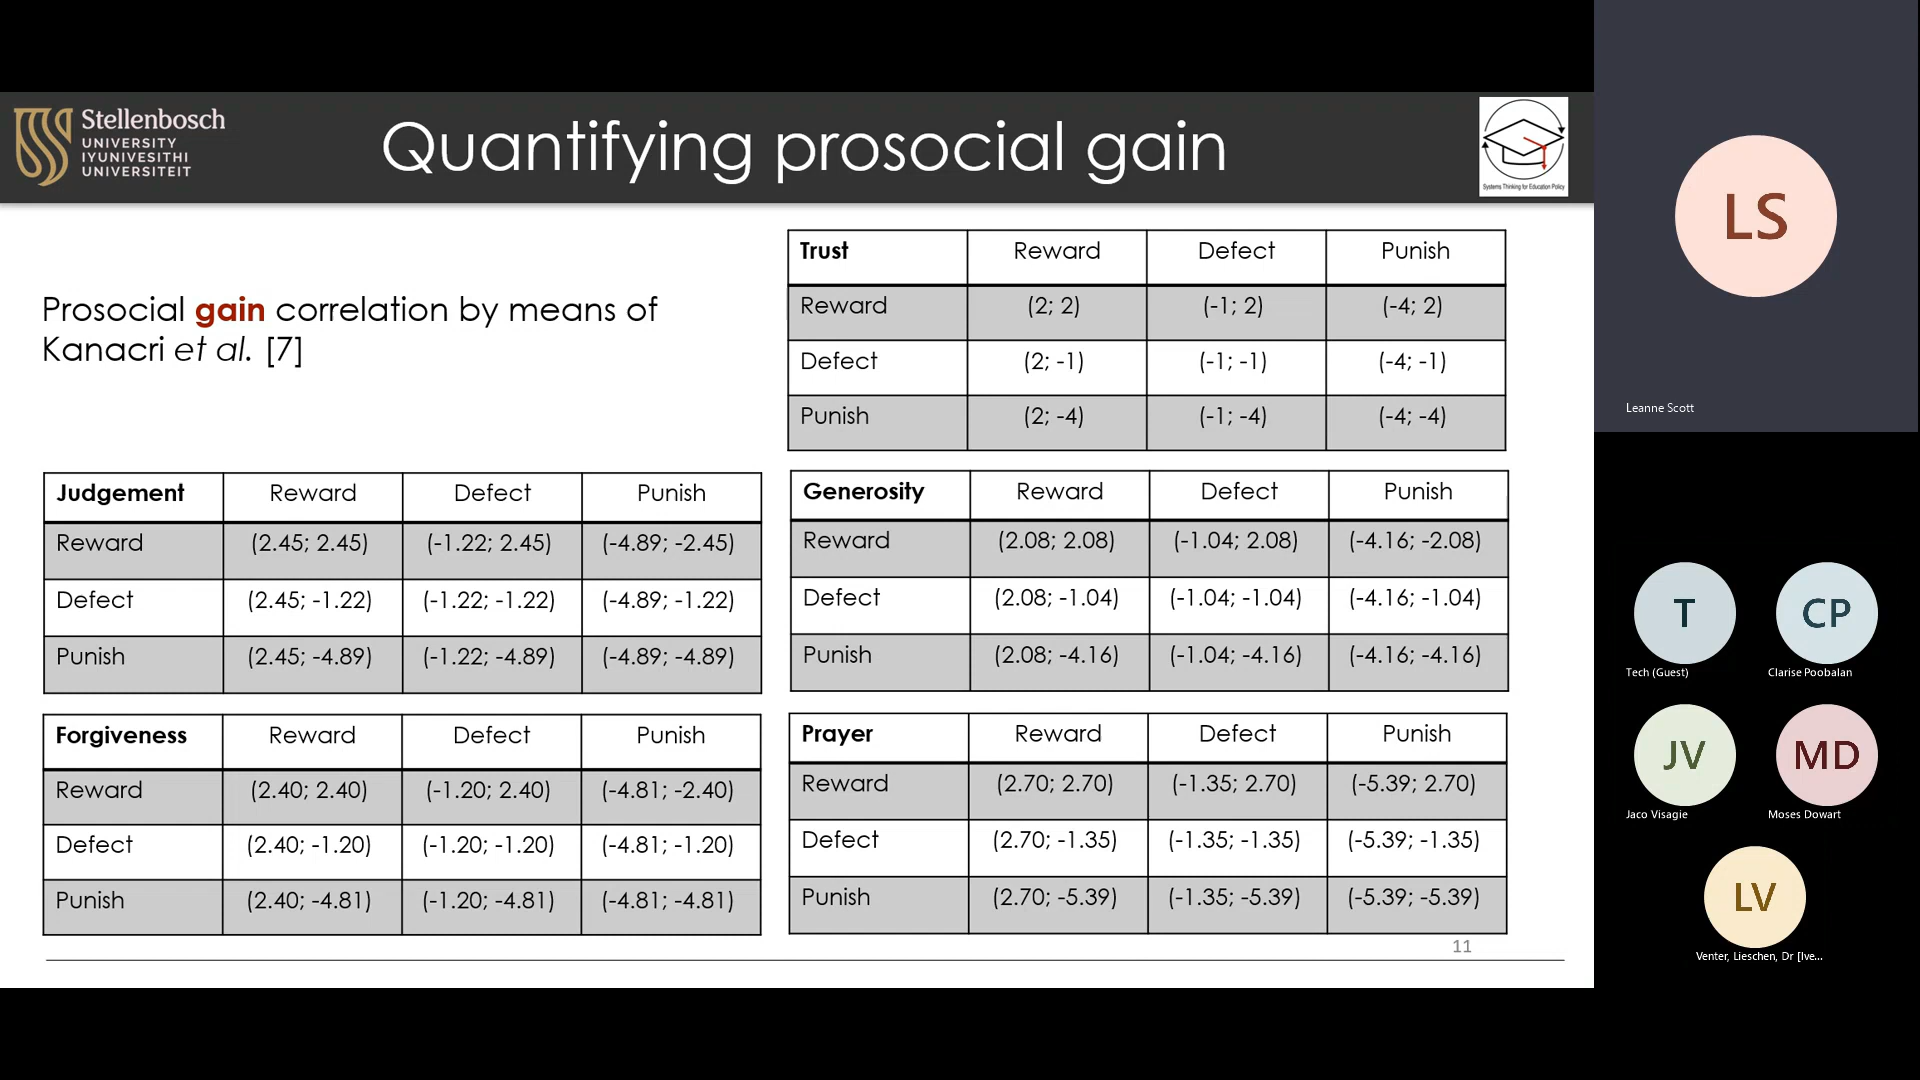 Stellenbosch
UNIVERSITY
IYUNIVESITHI
UNIVERSITEIT
Quantifying prosocial gain
Systems Thinking for Education Policy
Prosocial gain correlation by means of
Kanacri et al. [7]
Trust Reward Defect Punish
Reward (2; 2) (-1; 2) (-4; 2)
Defect (2; -1) (-1; -1) (-4; -1)
Punish (2; -4) (-1; -4) (-4; -4)
Judgement Reward Defect Punish
Reward (2.45; 2.45) (-1.22; 2.45) (-4.89; -2.45)
Defect (2.45; -1.22) (-1.22; -1.22) (-4.89; -1.22)
Punish (2.45; -4.89) (-1.22; -4.89) (-4.89; -4.89)
Generosity Reward Defect Punish
Reward (2.08; 2.08) (-1.04; 2.08) (-4.16; -2.08)
Defect (2.08; -1.04) (-1.04; -1.04) (-4.16; -1.04)
Punish (2.08; -4.16) (-1.04; -4.16) (-4.16; -4.16)
Forgiveness Reward Defect Punish
Reward (2.40; 2.40) (-1.20; 2.40) (-4.81; -2.40)
Defect (2.40; -1.20) (-1.20; -1.20) (-4.81; -1.20)
Punish (2.40; -4.81) (-1.20; -4.81) (-4.81; -4.81)
Prayer Reward Defect Punish
Reward (2.70; 2.70) (-1.35; 2.70) (-5.39; 2.70)
Defect (2.70; -1.35) (-1.35; -1.35) (-5.39; -1.35)
Punish (2.70; -5.39) (-1.35; -5.39) (-5.39; -5.39)
11
LS
Leanne Scott
T
Tech (Guest)
CP
Clarise Poobalan
JV
Jaco Visagie
MD
Moses Dowart
LV
Venter, Lieschen, Dr [lve...